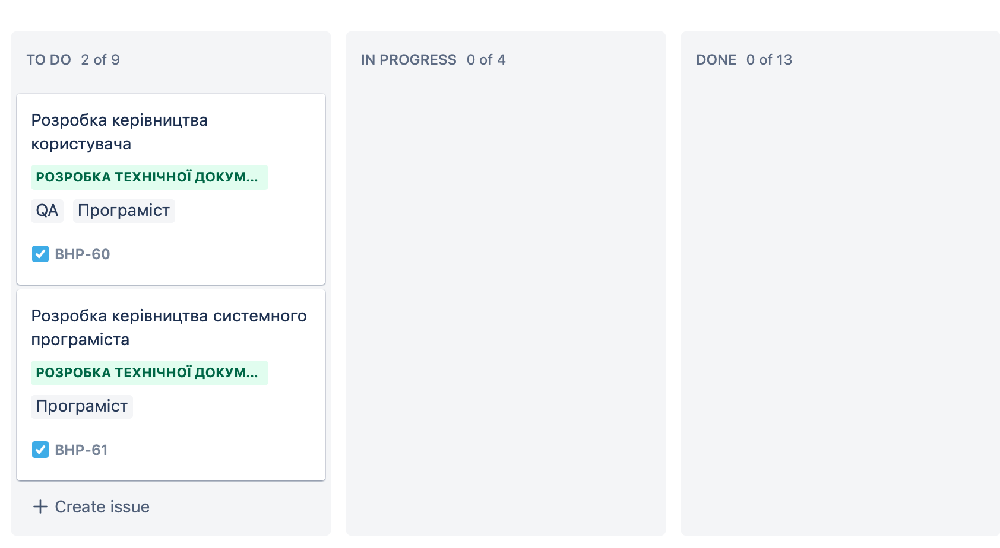 TO DO 2 of 9
Розробка керівництва
користувача
РОЗРОБКА ТЕХНІЧНОЇ ДОКУМ...
QA Програміст
BHP-60
Розробка керівництва системного
програміста
РОЗРОБКА ТЕХНІЧНОЇ ДОКУМ...
Програміст
BHP-61
+ Create issue
IN PROGRESS 0 of 4
DONE 0 of 13